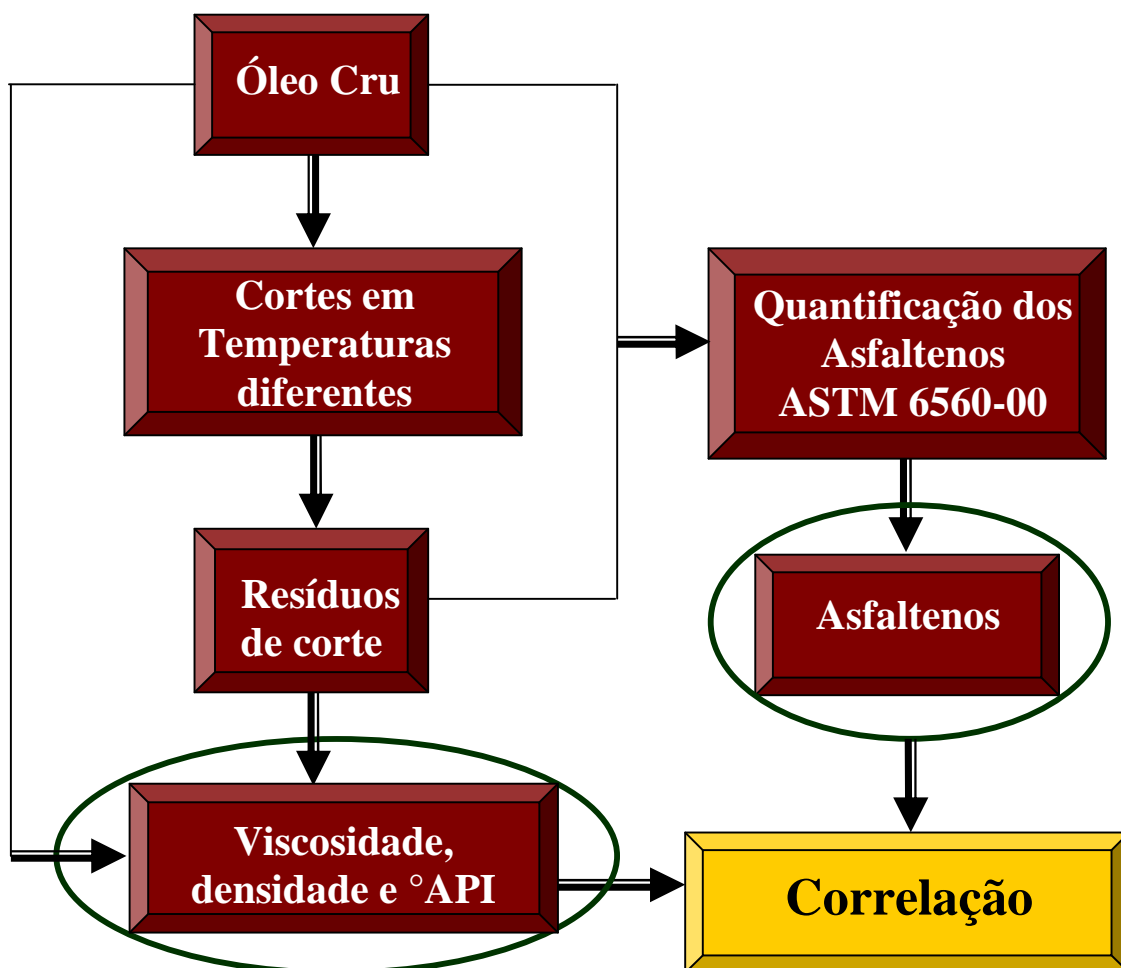 Óleo Cru
Cortes em
Temperaturas
diferentes
Quantificação dos
Asfaltenos
ASTM 6560-00
Resíduos
de corte
Asfaltenos
Viscosidade,
densidade e °API
Correlação